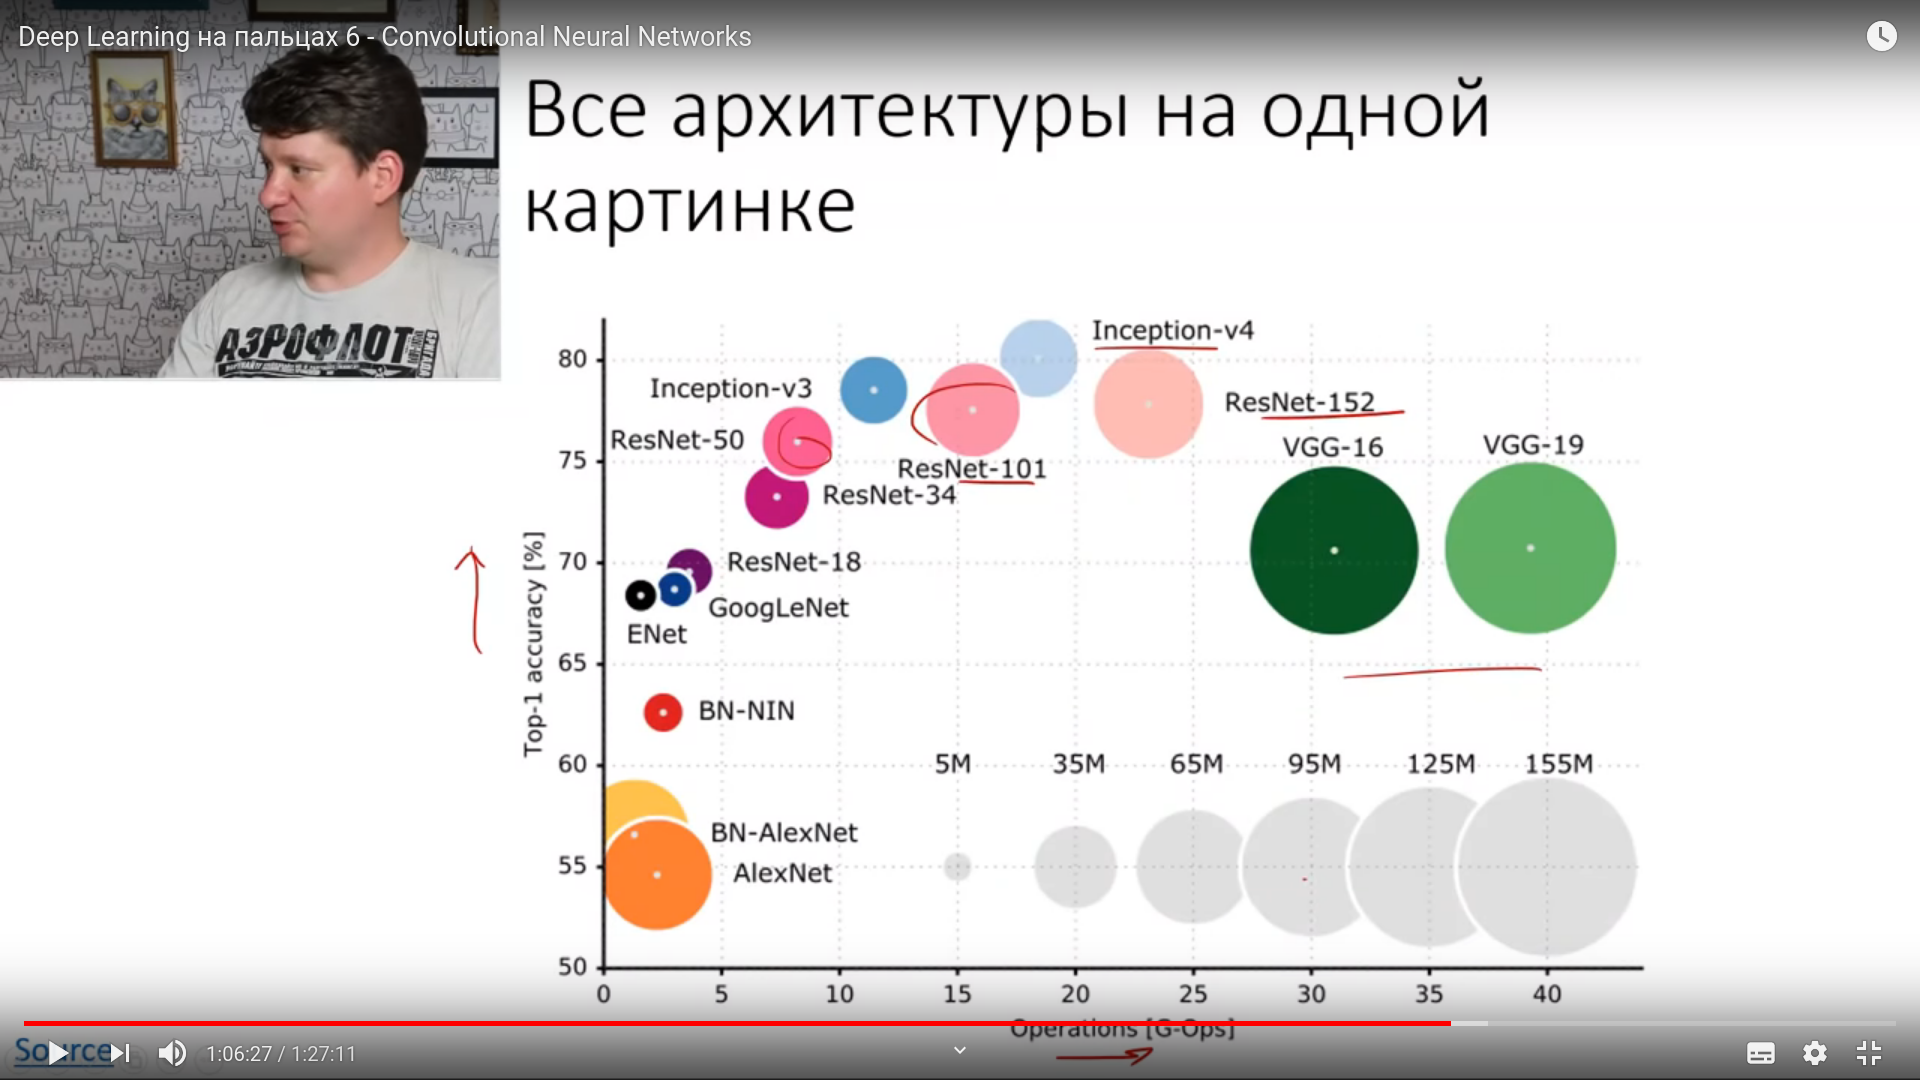 Deep Learning на пальцах 6 - Convolutional Neural Networks
Все архитектуры на одной
картинке
АЭРОФЛОТ
Inception-v4
80
Inception-v3
ResNet-152
ResNet-50
VGG-16
VGG-19
75
ResNet-101
ResNet-34
Top-1 accuracy [%]
70
ResNet-18
GoogLeNet
ENet
65
BN-NIN
60
5M
35M
65M
95M
125M
155M
BN-AlexNet
55
AlexNet
50
0
5
10
15
20
25
30
35
40
Operations [G-Ops]
Source
1:06:27 / 1:27:11